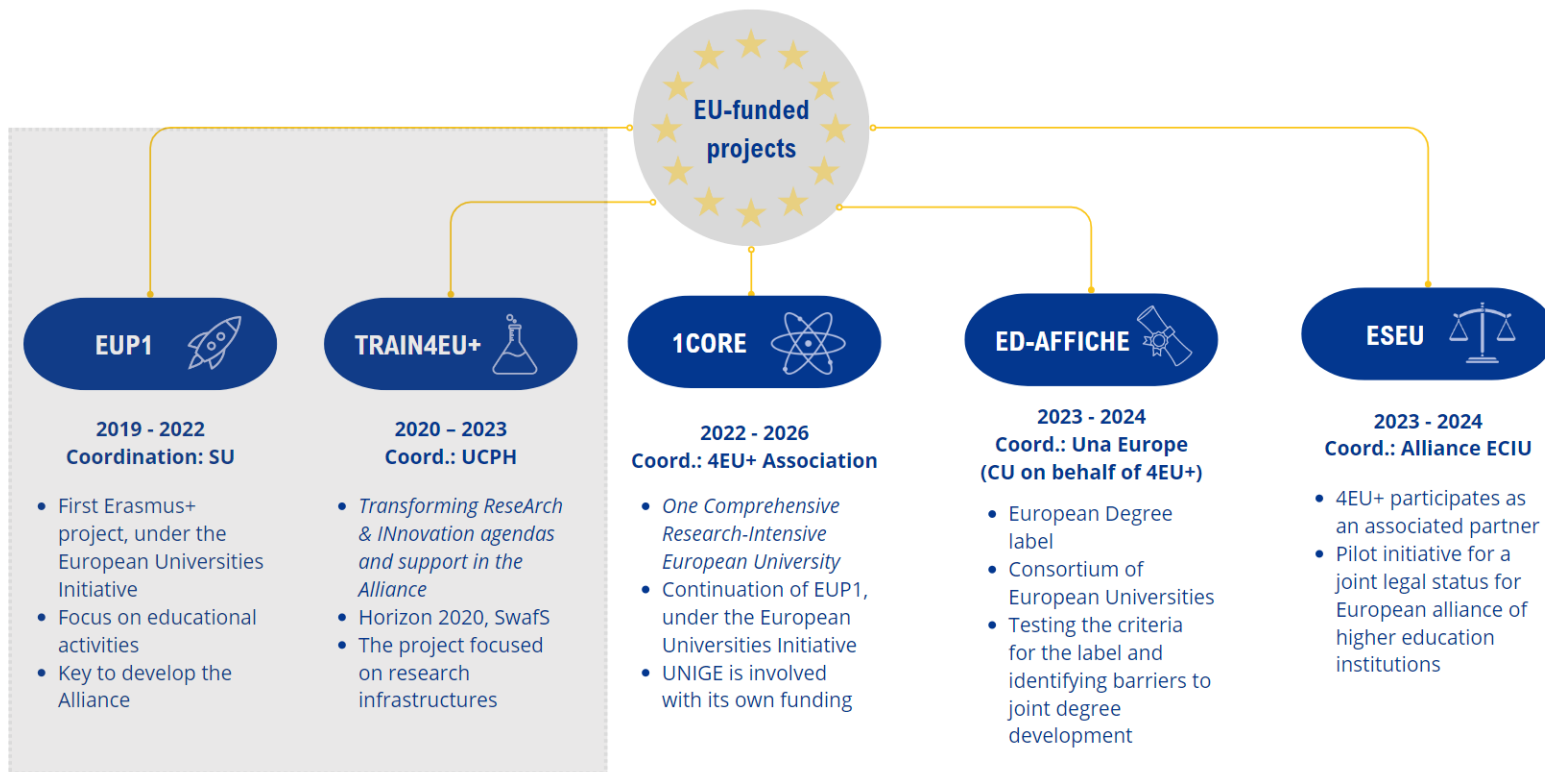 EU-funded
projects
EUP1
2019 - 2022
Coordination: SU
• First Erasmus+
project, under the
European Universities
Initiative
• Focus on educational
activities
• Key to develop the
Alliance
TRAIN4EU+
2020 – 2023
Coord.: UCPH
• Transforming ReseArch
& INnovation agendas
and support in the
Alliance
• Horizon 2020, SwafS
• The project focused
on research
infrastructures
1CORE
2022 - 2026
Coord.: 4EU+ Association
• One Comprehensive
Research-Intensive
European University
• Continuation of EUP1,
under the European
Universities Initiative
• UNIGE is involved
with its own funding
ED-AFFICHE
2023 - 2024
Coord.: Una Europe
(CU on behalf of 4EU+)
• European Degree
label
• Consortium of
European Universities
• Testing the criteria
for the label and
identifying barriers to
joint degree
development
ESEU
2023 - 2024
Coord.: Alliance ECIU
• 4EU+ participates as
an associated partner
• Pilot initiative for a
joint legal status for
European alliance of
higher education
institutions